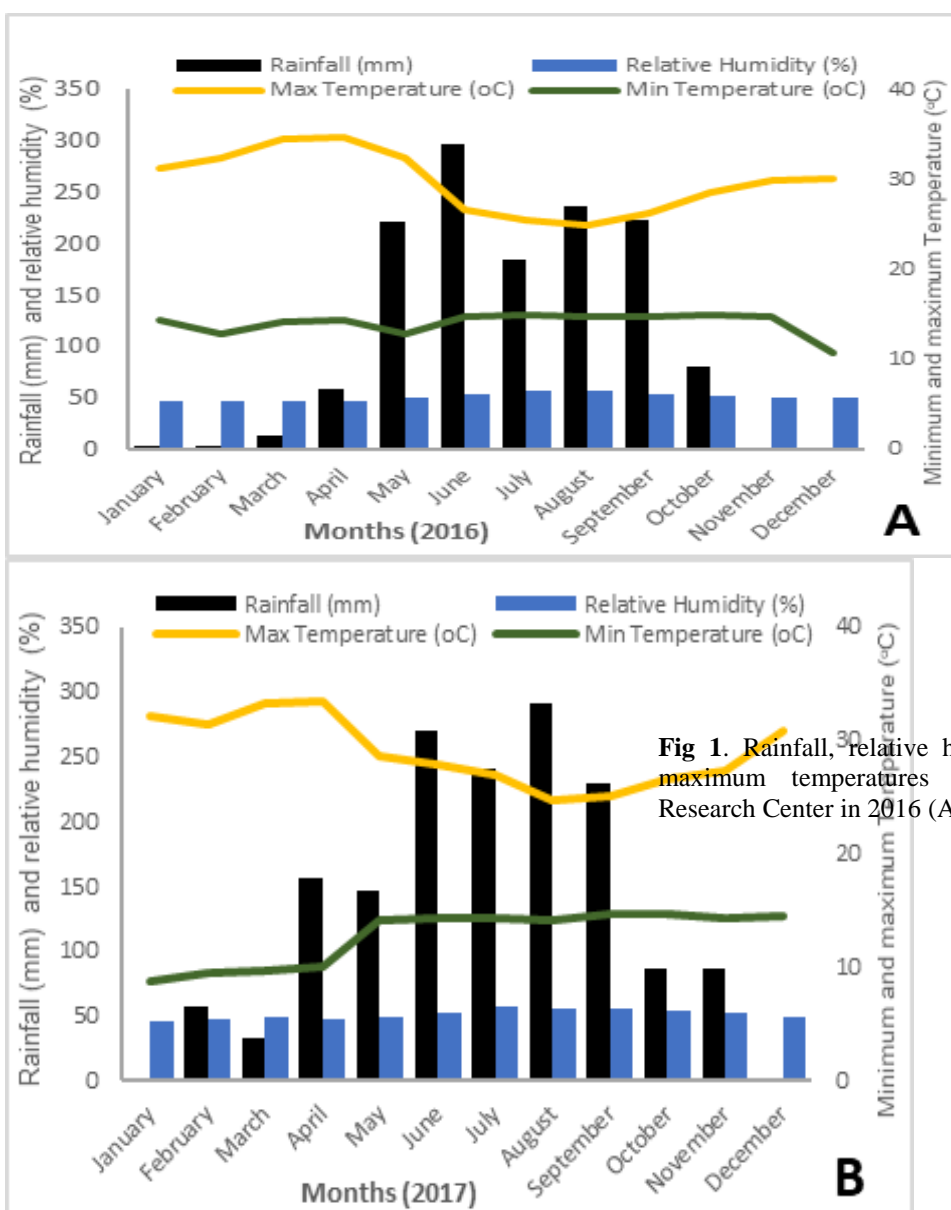 Rainfall (mm)
Relative Humidity (%)
Max Temperature (oC)
Min Temperature (oC)
Rainfall (mm) and relative humidity (%)
350
300
250
200
150
100
50
0
40
30
20
10
0
Minimum and maximum Temperature (°C)
January
February
March
April
May
June
July
August
September
October
November
December
Months (2016)
A
Rainfall (mm)
Relative Humidity (%)
Max Temperature (oC)
Min Temperature (oC)
Rainfall (mm) and relative humidity (%)
350
300
250
200
150
100
50
0
40
30
20
10
0
Minimum and maximum Temperature (°C)
Fig 1. Rainfall, relative h
maximum temperatures
Research Center in 2016 (A
January
February
March
April
May
June
July
August
September
October
November
December
Months (2017)
B